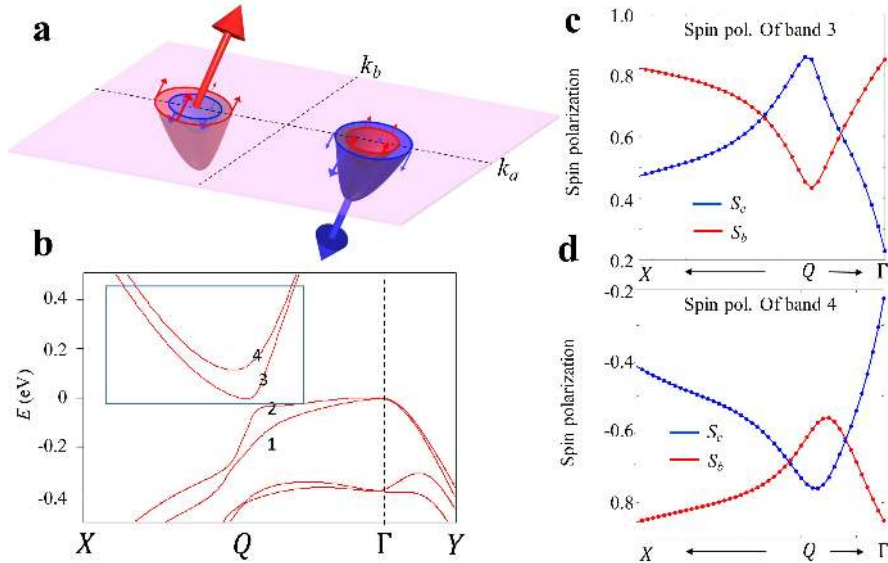 a
k_b
k_a
b
E (eV)
0.4
0.2
0
-0.2
-0.4
4
3
2
1
X
Q
Γ
Y
c
Spin pol. Of band 3
Spin polarization
1.0
0.8
0.6
0.4
0.2
S_c
S_b
X
Q
Γ
d
Spin pol. Of band 4
Spin polarization
-0.2
-0.4
-0.6
0.8
S_c
S_b
X
Q
Γ